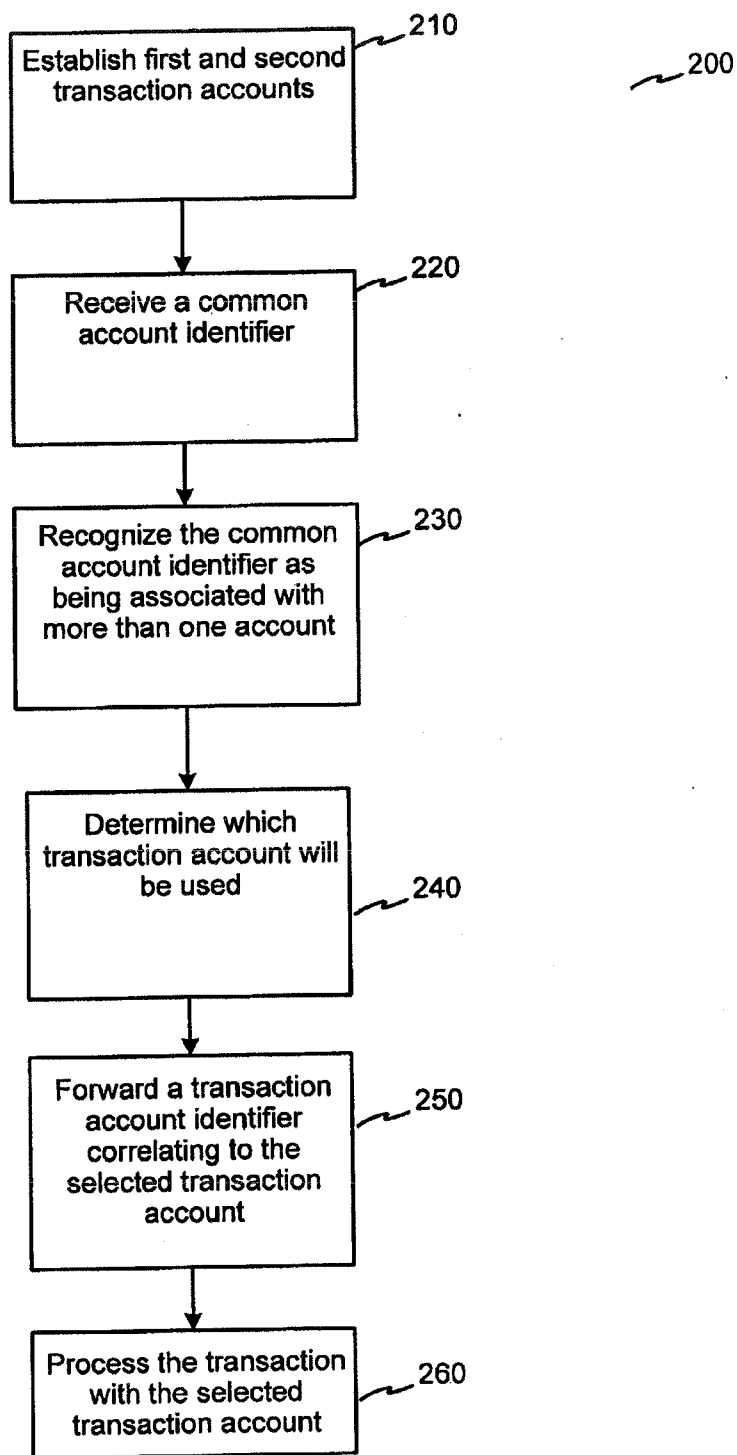 210
Establish first and second
transaction accounts
200
220
Receive a common
account identifier
230
Recognize the common
account identifier as
being associated with
more than one account
Determine which
transaction account will
be used
240
Forward a transaction
account identifier
correlating to the
selected transaction
account
250
Process the transaction
with the selected
transaction account
260